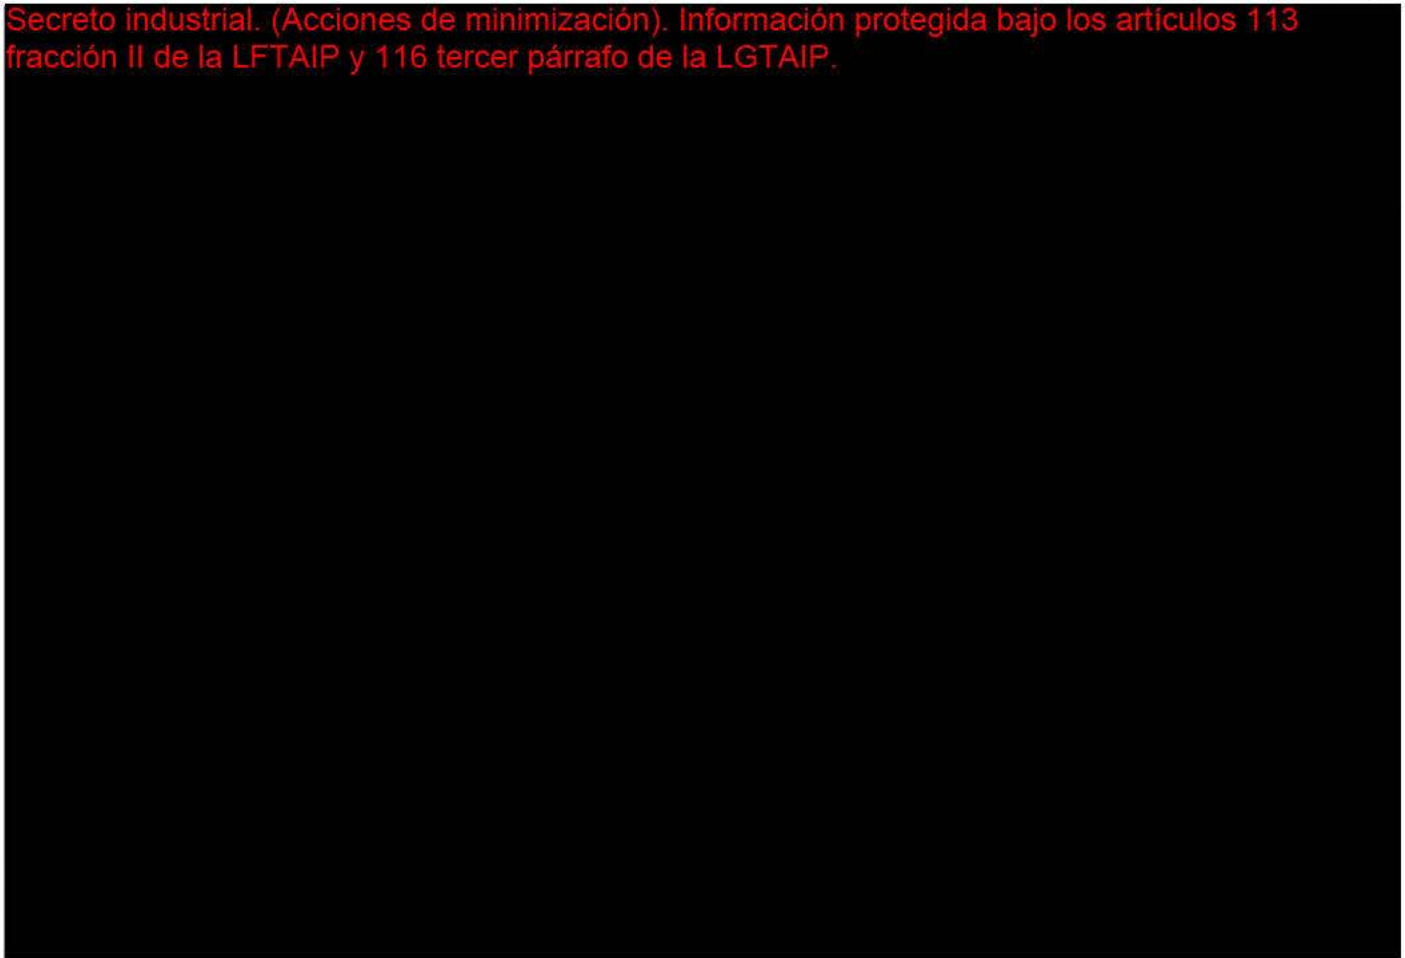 Secreto industrial. (Acciones de minimización). Información protegida bajo los artículos 113
fracción II de la LFTAIP y 116 tercer párrafo de la LGTAIP.